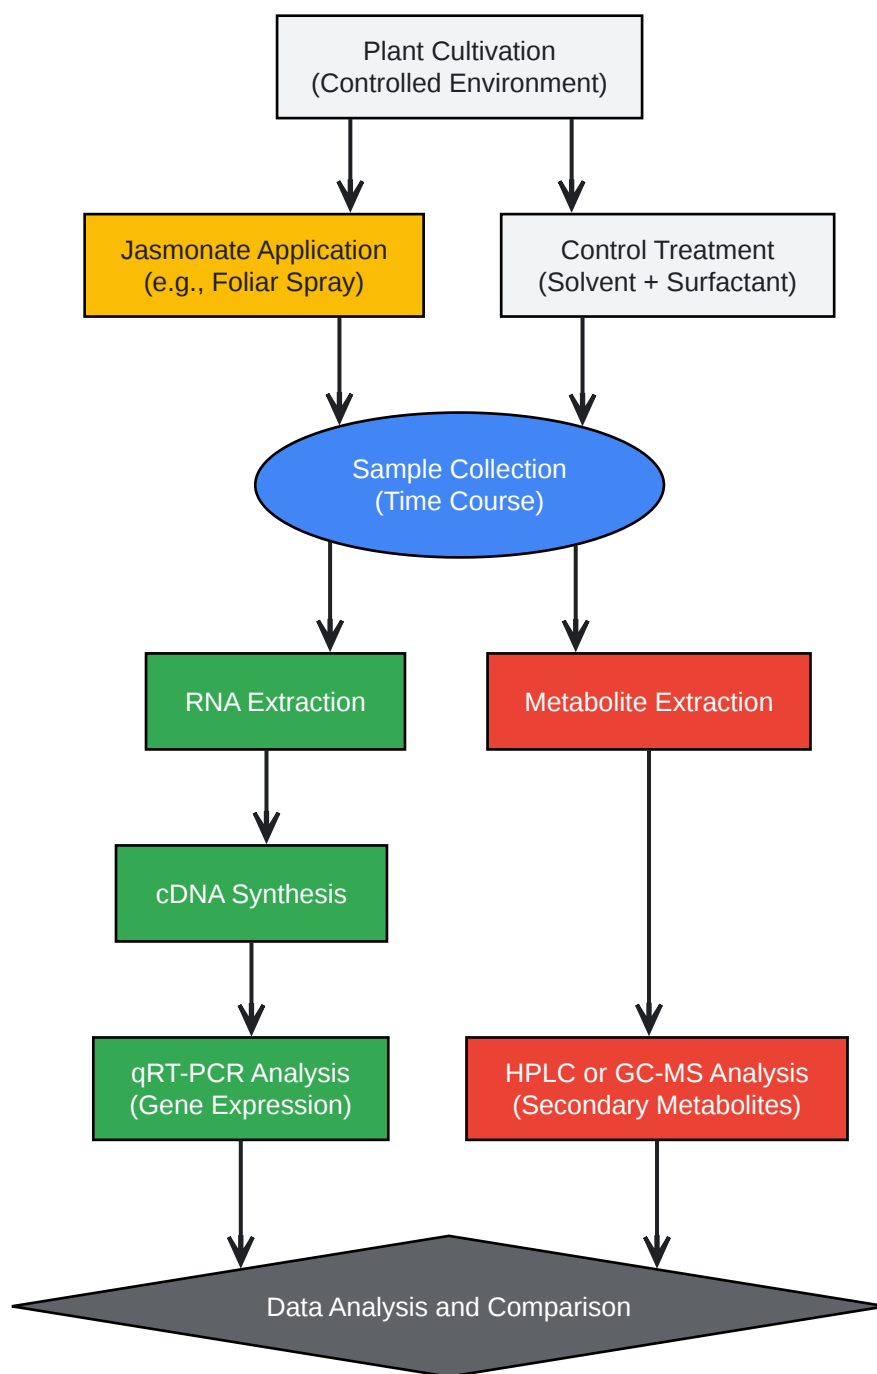 Plant Cultivation
(Controlled Environment)
Jasmonate Application
(e.g., Foliar Spray)
Control Treatment
(Solvent + Surfactant)
Sample Collection
(Time Course)
RNA Extraction
Metabolite Extraction
cDNA Synthesis
qRT-PCR Analysis
(Gene Expression)
HPLC or GC-MS Analysis
(Secondary Metabolites)
Data Analysis and Comparison